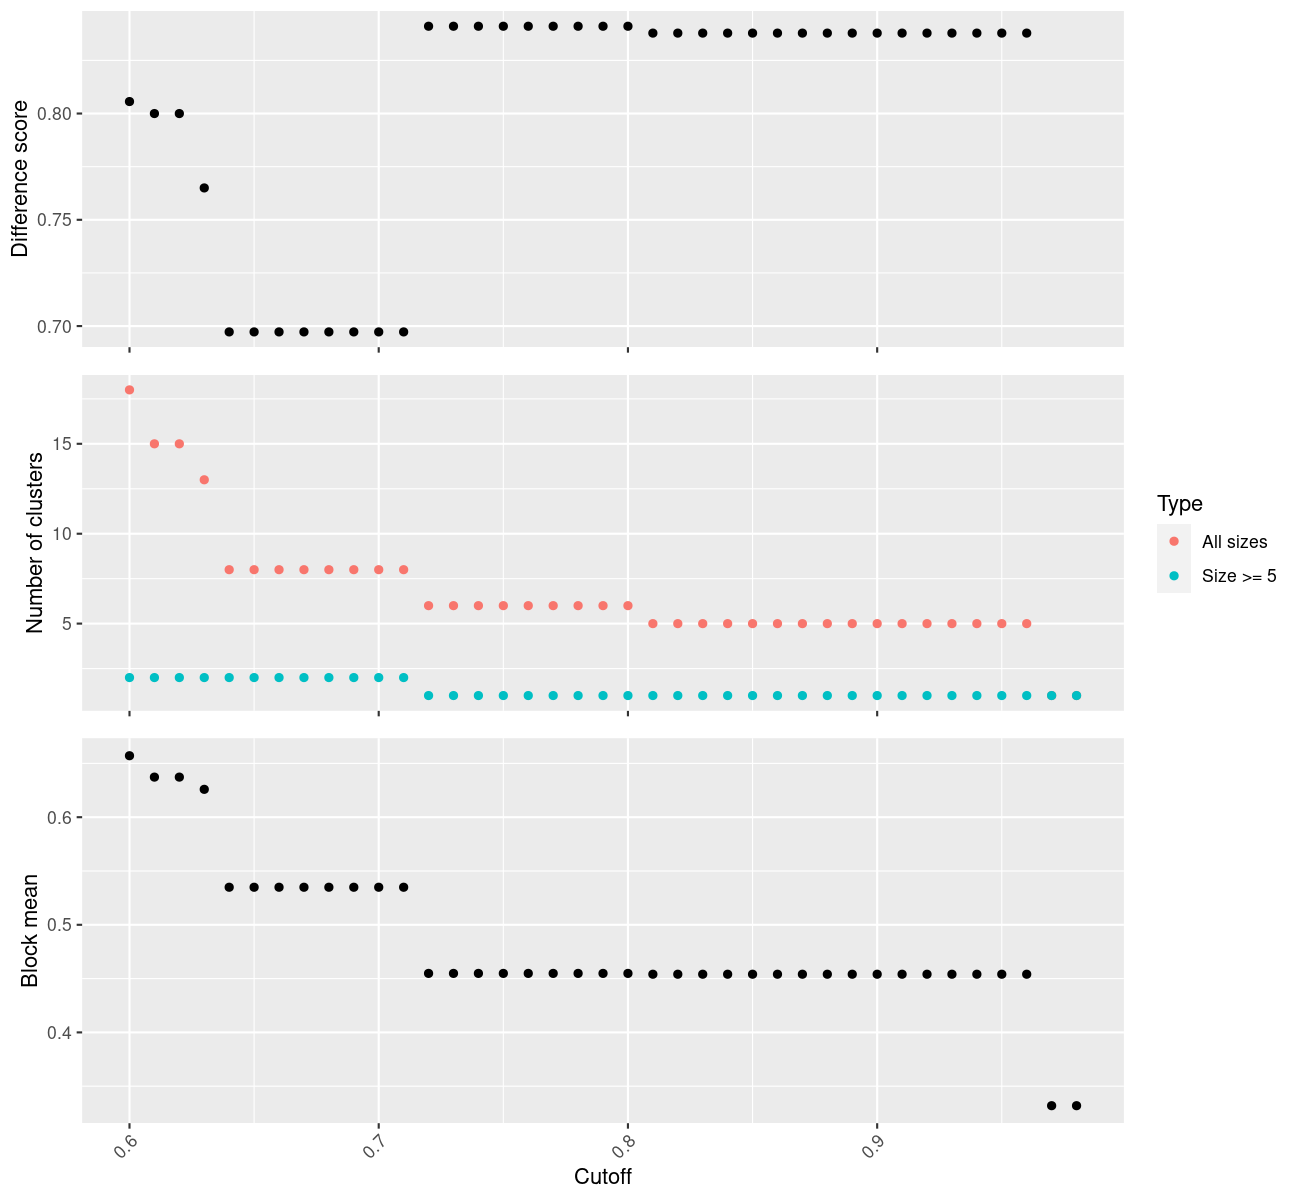 Difference score
0.80
0.75
0.70
Number of clusters
15
10
5
Type
All sizes
Size >= 5
Block mean
0.6
0.5
0.4
0.6
0.7
0.8
0.9
Cutoff